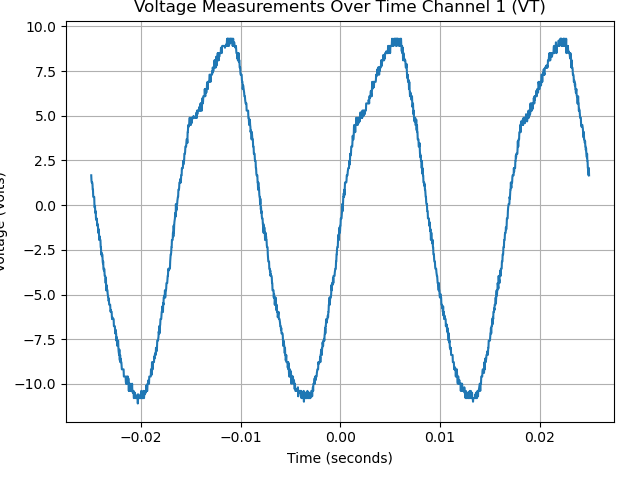 Voltage Measurements Over Time Channel 1 (VT)
10.0
7.5
5.0
2.5
0.0
−2.5
−5.0
−7.5
−10.0
−0.02 −0.01 0.00 0.01 0.02
Time (seconds)
Voltage (Volts)